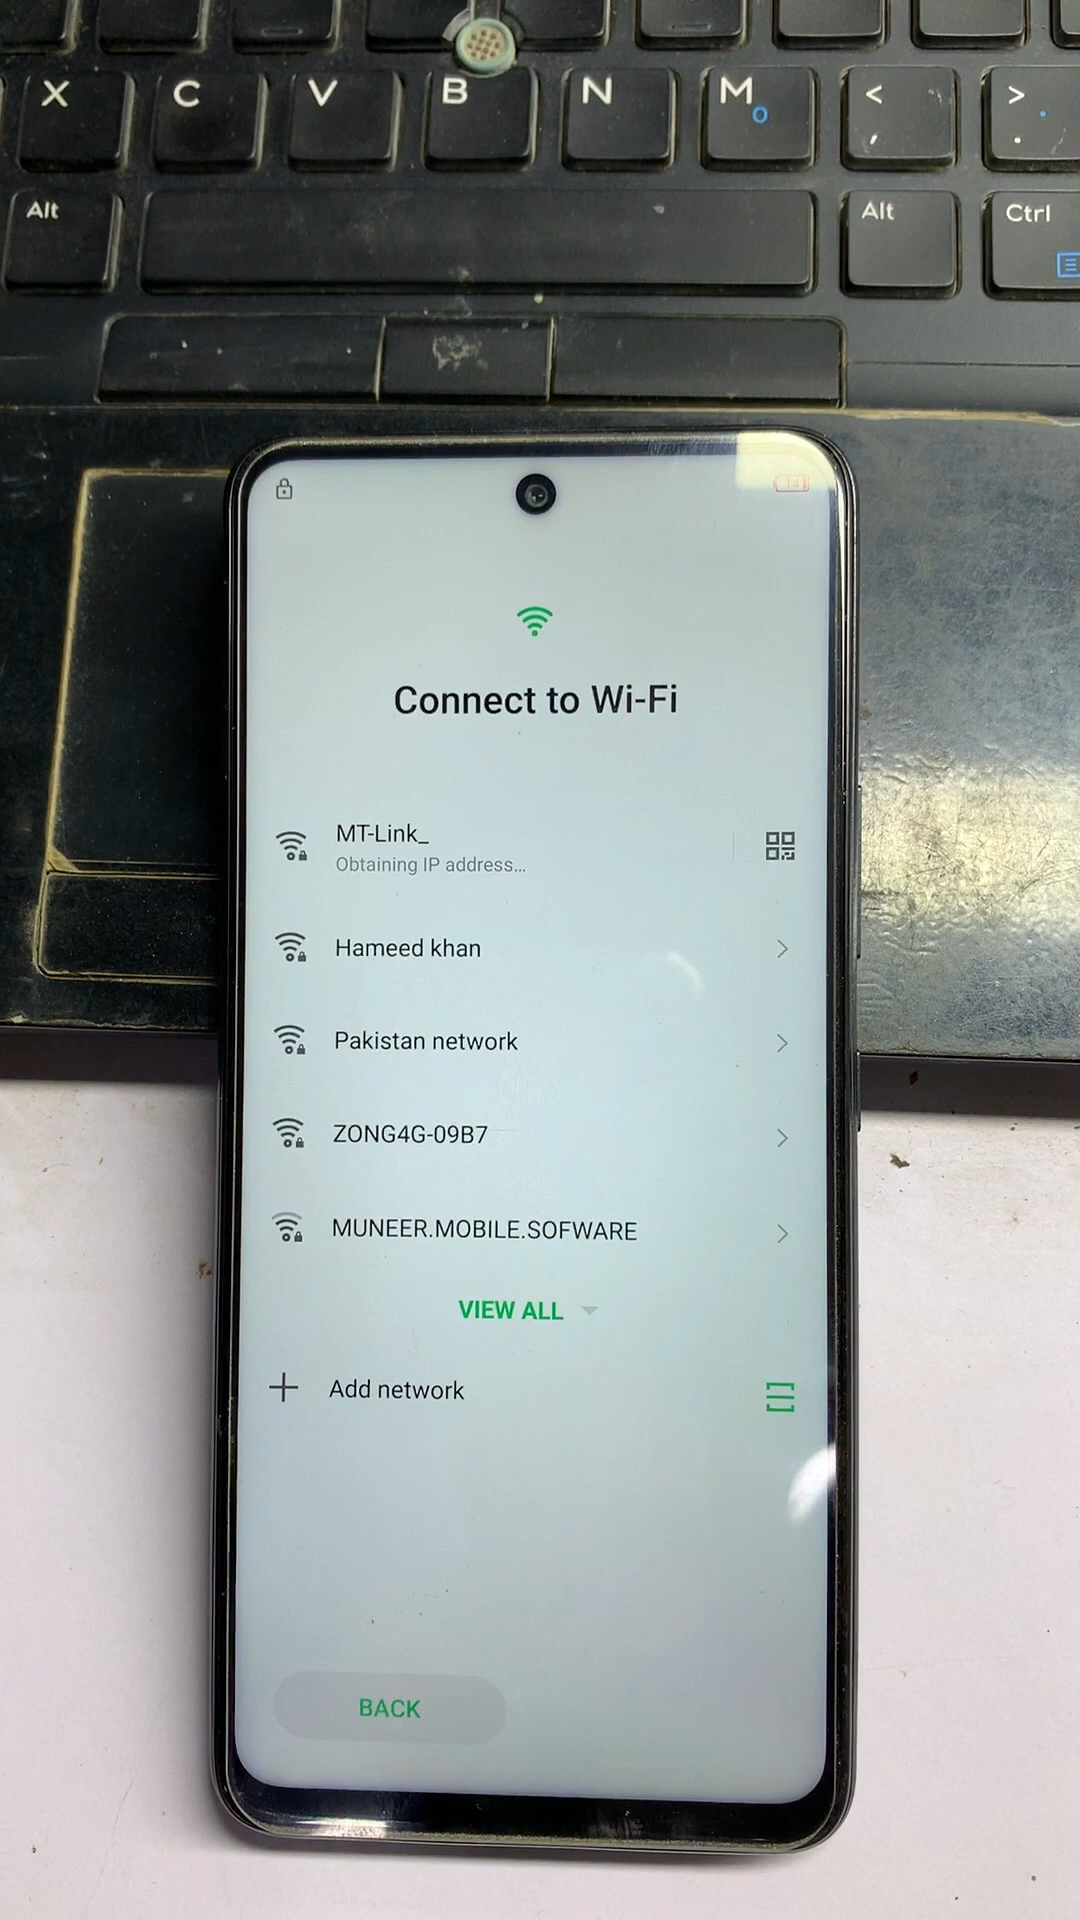 X C V B N M < >
O , .
Alt Alt Ctrl
14
Connect to Wi-Fi
MT-Link_
Obtaining IP address...
Hameed khan
Pakistan network
ZONG4G-09B7
MUNEER.MOBILE.SOFWARE
VIEW ALL
Add network
BACK